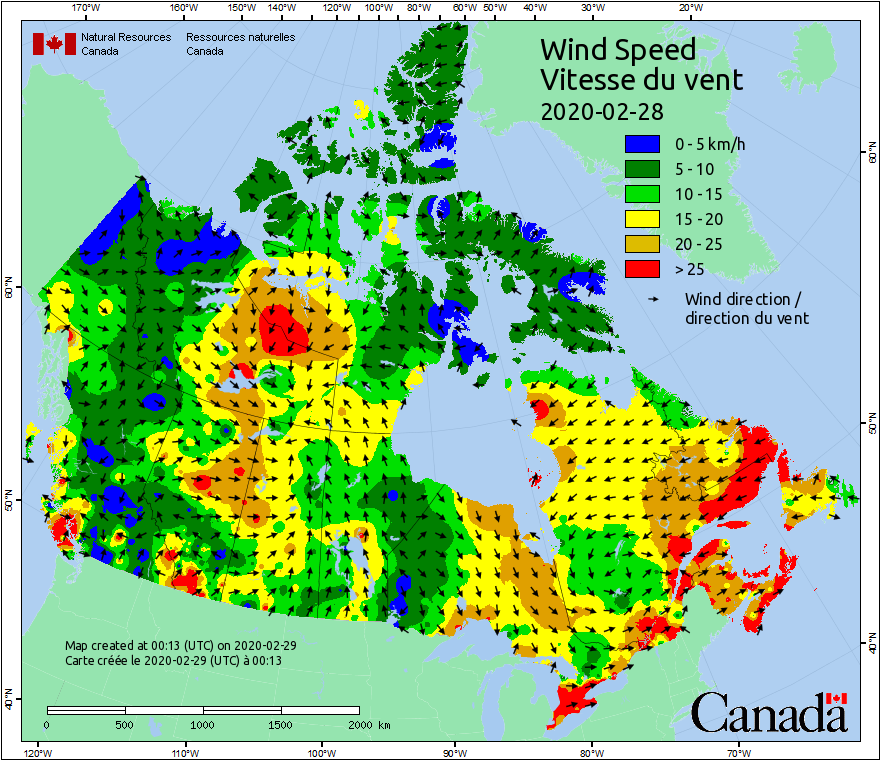 170°W 160°W 150°W 140°W 130°W 120°W 110°W 100°W 90°W 80°W 70°W 60°W 50°W 40°W 30°W 20°W
Natural Resources Canada
Ressources naturelles Canada
Wind Speed
Vitesse du vent
2020-02-28
0 - 5 km/h
5 - 10
10 - 15
15 - 20
20 - 25
> 25
Wind direction /
direction du vent
60°N
50°N
40°N
60°N
50°N
40°N
Map created at 00:13 (UTC) on 2020-02-29
Carte créée le 2020-02-29 (UTC) à 00:13
0 500 1000 1500 2000 km
Canada
120°W 110°W 100°W 90°W 80°W 70°W